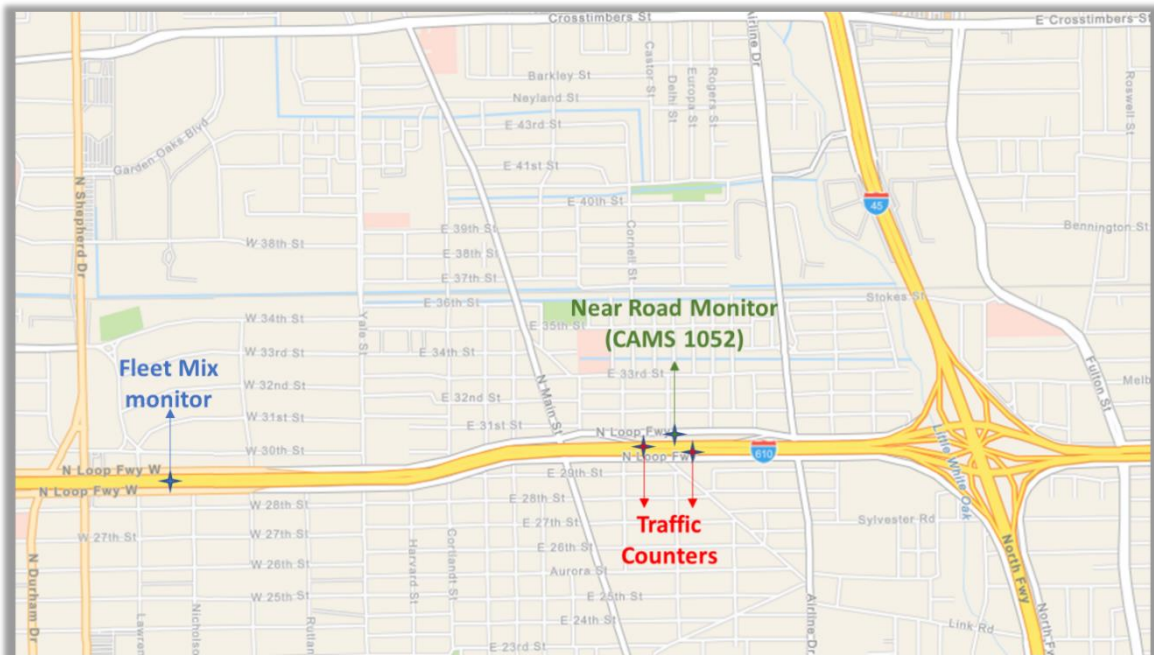 Crosstimbers St
E Crosstimbers St
Airline Dr
Castor St
Delhi St
Europa St
Rogers St
Roswell St
Barkley St
Neyland St
E 43rd St
Garden Oaks Blvd
E 41st St
N Shepherd Dr
E 40th St
45
Bennington St
W 38th St
E 39th St
Cornell St
E 38th St
E 37th St
E 36th St
Stokes St
Near Road Monitor
(CAMS 1052)
W 34th St
Yale St
E 35th St
Fleet Mix
monitor
W 33rd St
E 34th St
E 33rd St
Fulton St
W 32nd St
N Main St
E 32nd St
W 31st St
E 31st St
N Loop Fwy
W 30th St
N Loop Fwy
610
Little White Oak
N Loop Fwy W
N Loop Fwy W
E 29th St
W 28th St
E 28th St
Traffic
Counters
Sylvester Rd
W 27th St
W 27th St
E 27th St
Harvard St
Cortlandt St
E 26th St
North Fwy
N Durham Dr
W 26th St
Aurora St
W 25th St
E 25th St
Airline Dr
Nicholson
E 24th St
Link Rd
North Fwy
E 23rd St